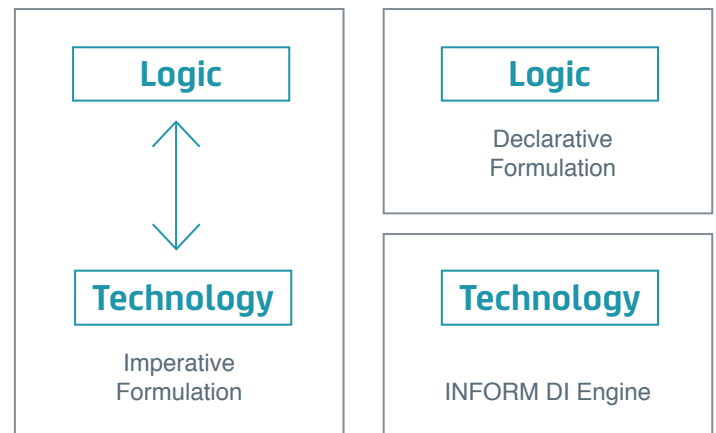 Logic
Technology
Imperative
Formulation
Logic
Declarative
Formulation
Technology
INFORM DI Engine